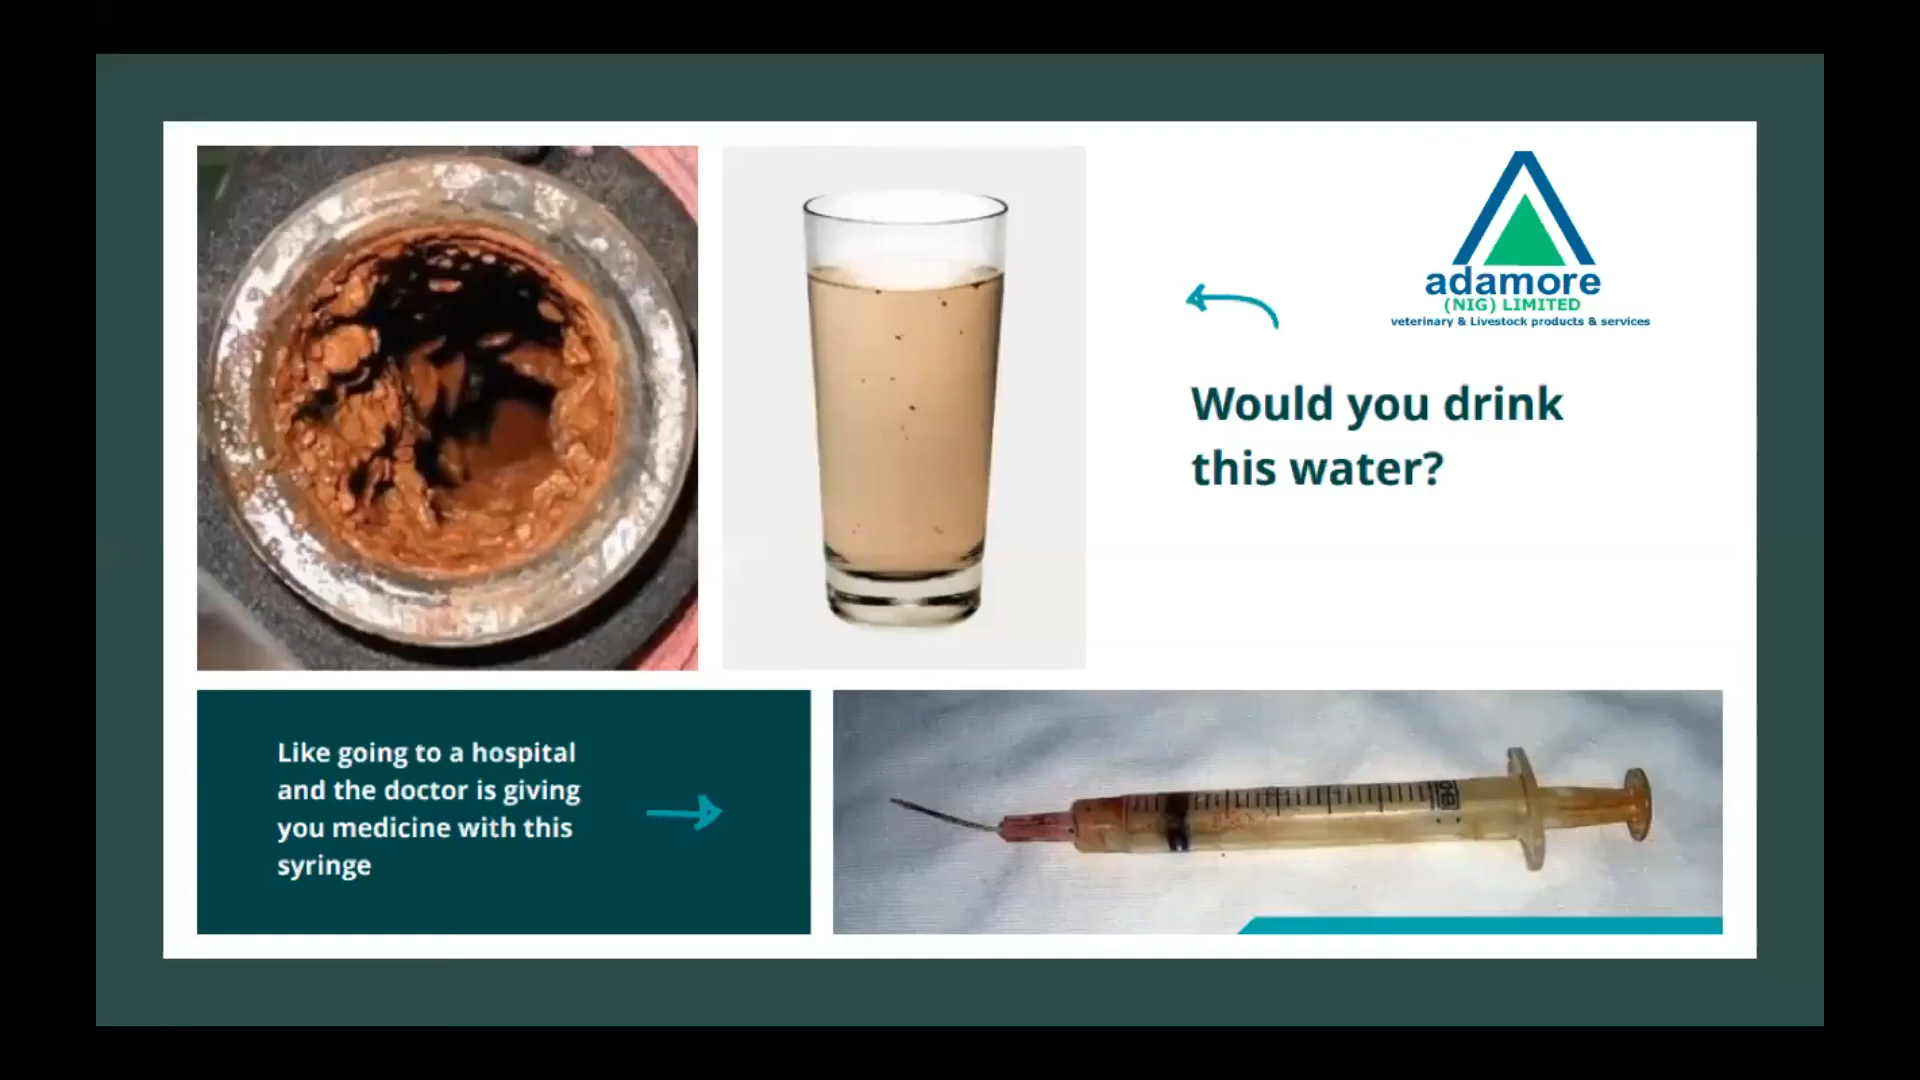 adamore
(NIG) LIMITED
veterinary & Livestock products & services
Would you drink
this water?
Like going to a hospital
and the doctor is giving
you medicine with this
syringe